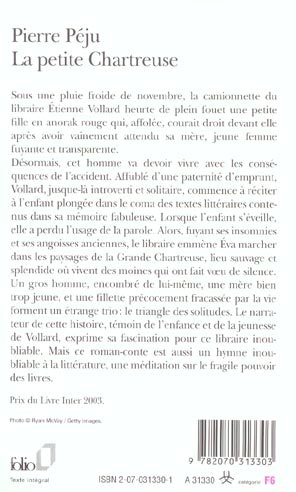 Pierre Péju
La petite Chartreuse
Sous une pluie froide de novembre, la camionnette du
libraire Étienne Vollard heurte de plein fouet une petite
fille en anorak rouge qui, affolée, courait droit devant elle
après avoir vainement attendu sa mère, jeune femme
fuyante et transparente.
Désormais, cet homme va devoir vivre avec les consé-
quences de l'accident. Affublé d'une paternité d'emprunt,
Vollard, jusque-là introverti et solitaire, commence à réciter
à l'enfant plongée dans le coma des textes littéraires conte-
nus dans sa mémoire fabuleuse. Lorsque l'enfant s'éveille,
elle a perdu l'usage de la parole. Alors, fuyant ses insomnies
et ses angoisses anciennes, le libraire emmène Éva marcher
dans les paysages de la Grande Chartreuse, lieu sauvage et
splendide où vivent des moines qui ont fait vœu de silence.
Un gros homme, encombré de lui-même, une mère bien
trop jeune, et une fillette précocement fracassée par la vie
forment un étrange trio : le triangle des solitudes. Le narra-
teur de cette histoire, témoin de l'enfance et de la jeunesse
de Vollard, exprime sa fascination pour ce libraire inou-
bliable. Mais ce roman-conte est aussi un hymne inou-
bliable à la littérature, une méditation sur le fragile pouvoir
des livres.
Prix du Livre Inter 2003.
Photo © Ryan McVay / Getty Images.
folio
Texte intégral
ISBN 2-07-031330-1 A 31330 catégorie F6
9 782070 313303